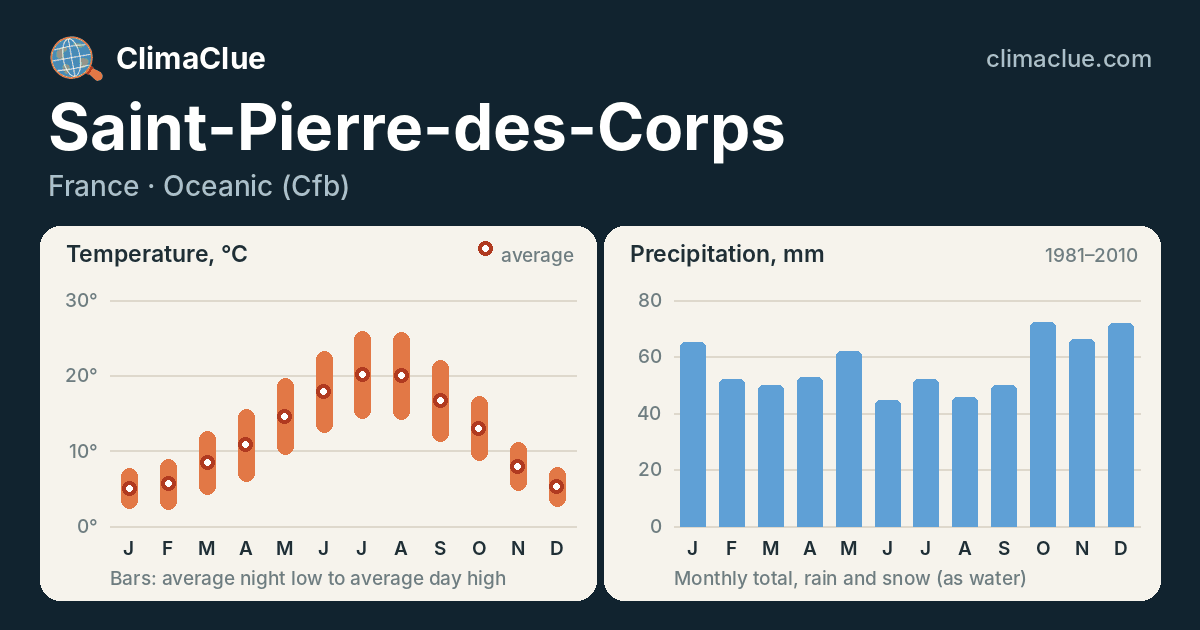 ClimaClue
climaclue.com
Saint-Pierre-des-Corps
France · Oceanic (Cfb)
Temperature, °C
average
30°
20°
10°
0°
J F M A M J J A S O N D
Bars: average night low to average day high
Precipitation, mm
1981–2010
80
60
40
20
0
J F M A M J J A S O N D
Monthly total, rain and snow (as water)